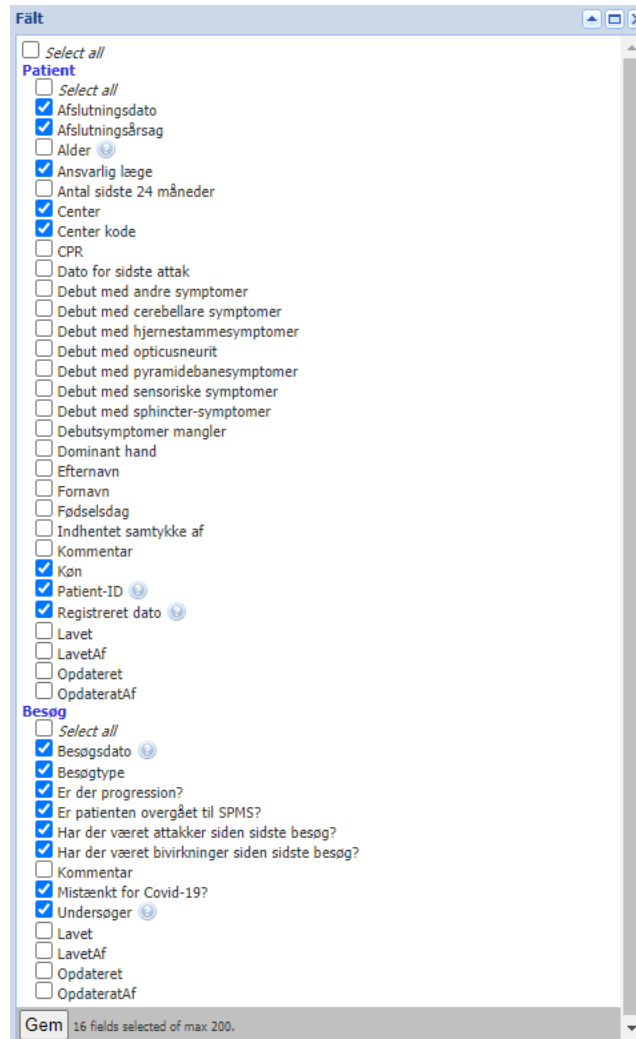 Fält
Select all
Patient
Select all
Afslutningsdato
Afslutningsårsag
Alder
Ansvarlig læge
Antal sidste 24 måneder
Center
Center kode
CPR
Dato for sidste attak
Debut med andre symptomer
Debut med cerebellare symptomer
Debut med hjernestammesymptomer
Debut med opticusneurit
Debut med pyramidebanesymptomer
Debut med sensoriske symptomer
Debut med sphincter-symptomer
Debutsymptomer mangler
Dominant hand
Efternavn
Fornavn
Fødselsdag
Indhentet samtykke af
Kommentar
Køn
Patient-ID
Registreret dato
Lavet
LavetAf
Opdateret
OpdateratAf
Besøg
Select all
Besøgsdato
Besøgtype
Er der progression?
Er patienten overgået til SPMS?
Har der været attakker siden sidste besøg?
Har der været bivirkninger siden sidste besøg?
Kommentar
Mistænkt for Covid-19?
Undersøger
Lavet
LavetAf
Opdateret
OpdateratAf
Gem 16 fields selected of max 200.